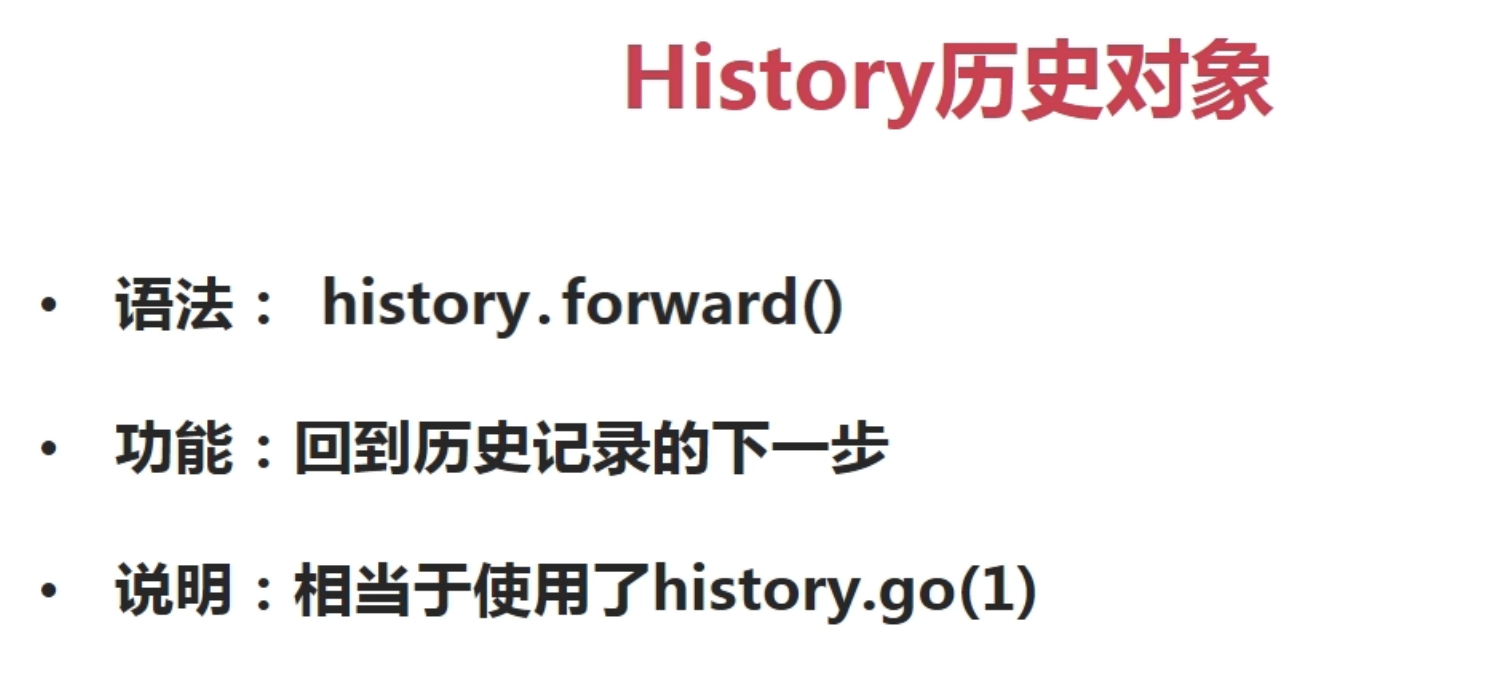 History历史对象
• 语法： history.forward()
• 功能：回到历史记录的下一步
• 说明：相当于使用了history.go(1)